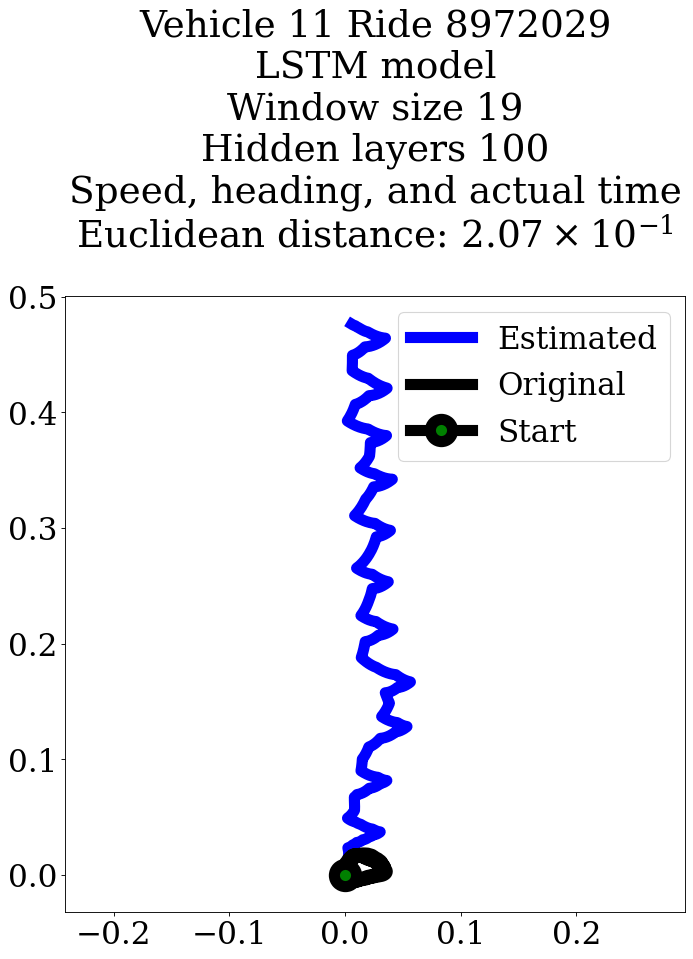 Vehicle 11 Ride 8972029
LSTM model
Window size 19
Hidden layers 100
Speed, heading, and actual time
Euclidean distance: 2.07 × 10⁻¹
0.5
0.4
0.3
0.2
0.1
0.0
Estimated
Original
Start
−0.2
−0.1
0.0
0.1
0.2